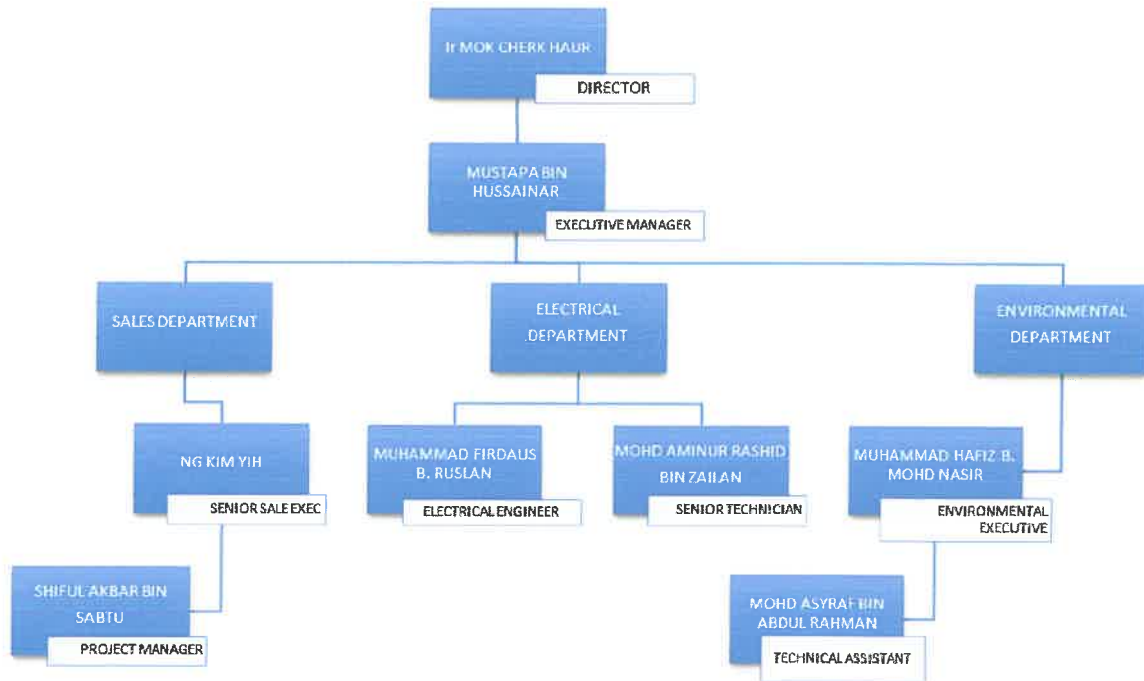 Ir MOK CHERK HAUR
DIRECTOR
MUSTAPA BIN
HUSSAINAR
EXECUTIVE MANAGER
SALES DEPARTMENT
ELECTRICAL
DEPARTMENT
ENVIRONMENTAL
DEPARTMENT
NG KIM YIH
SENIOR SALE EXEC
MUHAMMAD FIRDAUS
B. RUSLAN
ELECTRICAL ENGINEER
MOHD AMINUR RASHID
BIN ZAILAN
SENIOR TECHNICIAN
MUHAMMAD HAFIZ B.
MOHD NASIR
ENVIRONMENTAL
EXECUTIVE
SHIFUL AKBAR BIN
SABTU
PROJECT MANAGER
MOHD ASYRAF BIN
ABDUL RAHMAN
TECHNICAL ASSISTANT